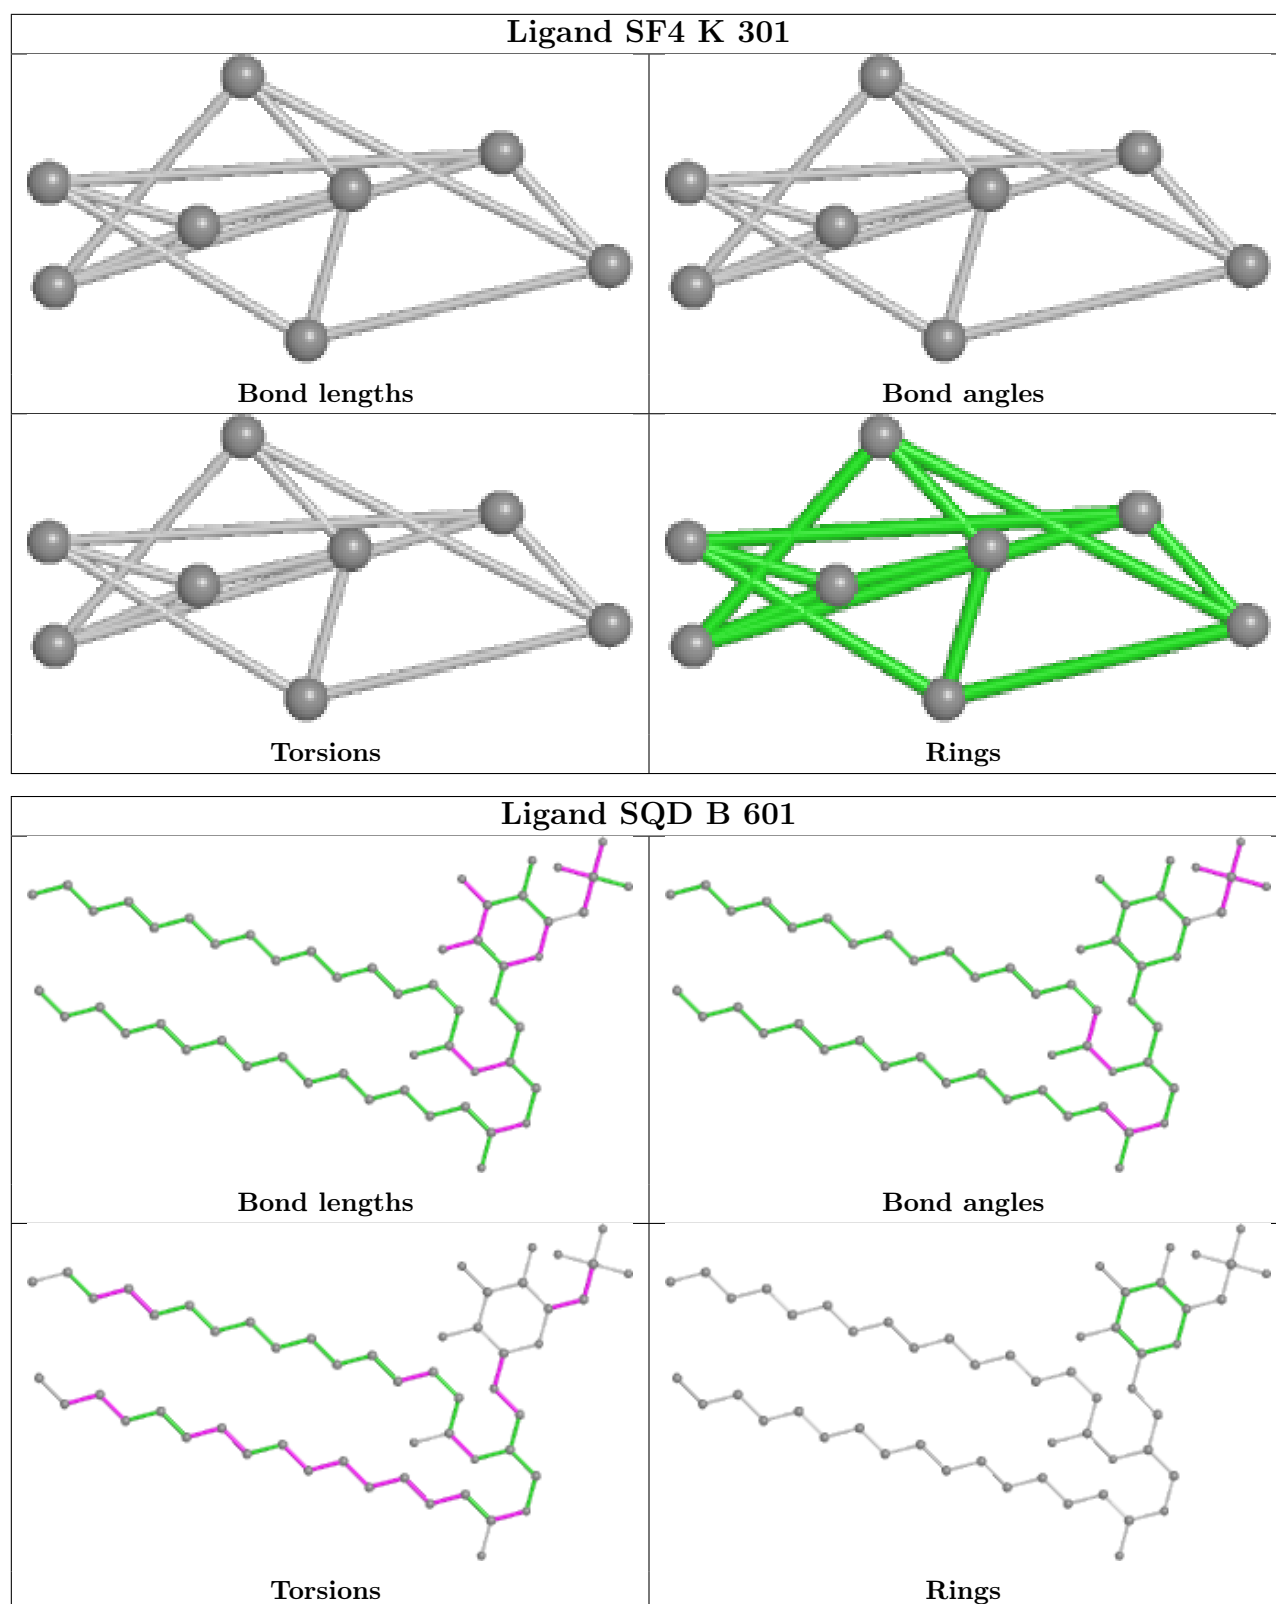 Ligand SF4 K 301
Bond lengths
Bond angles
Torsions
Rings
Ligand SQD B 601
Bond lengths
Bond angles
Torsions
Rings